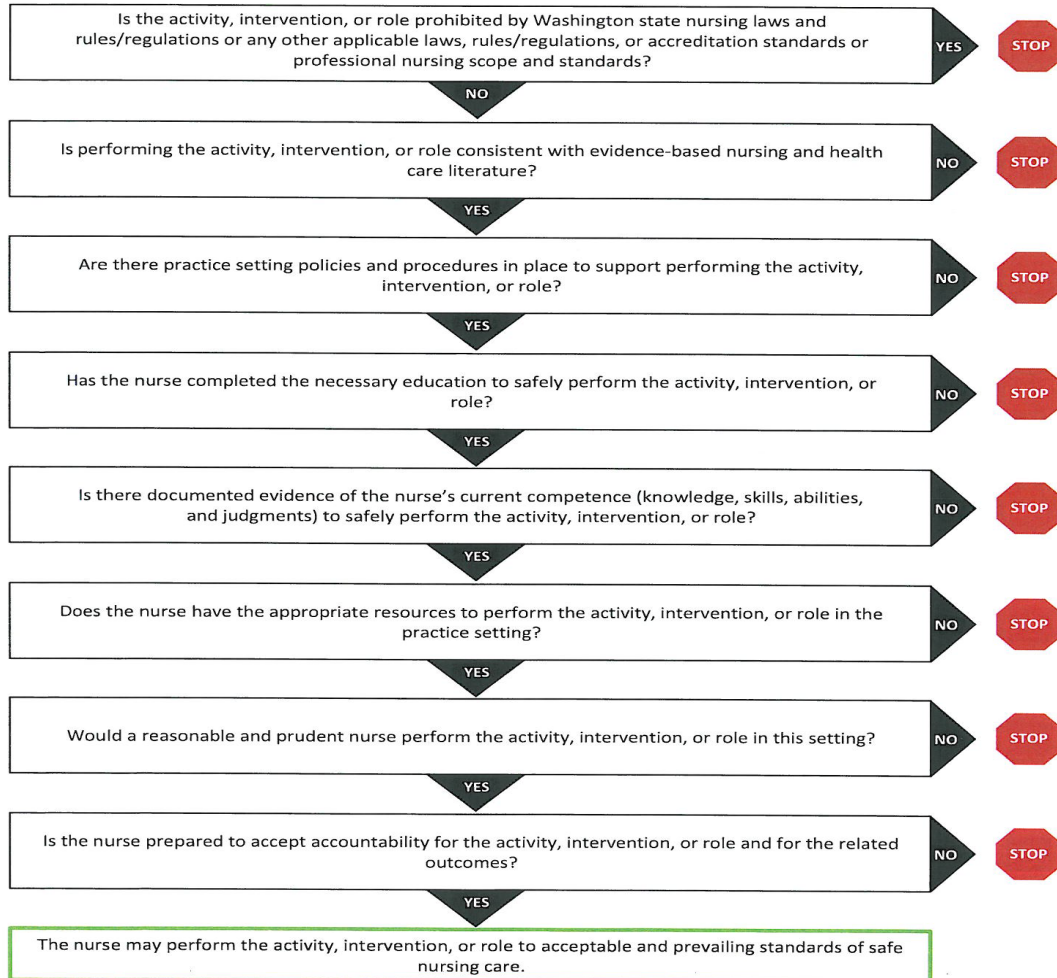 Is the activity, intervention, or role prohibited by Washington state nursing laws and
rules/regulations or any other applicable laws, rules/regulations, or accreditation standards or
professional nursing scope and standards?
YES
STOP
NO
Is performing the activity, intervention, or role consistent with evidence-based nursing and health
care literature?
NO
STOP
YES
Are there practice setting policies and procedures in place to support performing the activity,
intervention, or role?
NO
STOP
YES
Has the nurse completed the necessary education to safely perform the activity, intervention, or
role?
NO
STOP
YES
Is there documented evidence of the nurse's current competence (knowledge, skills, abilities,
and judgments) to safely perform the activity, intervention, or role?
NO
STOP
YES
Does the nurse have the appropriate resources to perform the activity, intervention, or role in the
practice setting?
NO
STOP
YES
Would a reasonable and prudent nurse perform the activity, intervention, or role in this setting?
NO
STOP
YES
Is the nurse prepared to accept accountability for the activity, intervention, or role and for the related
outcomes?
NO
STOP
YES
The nurse may perform the activity, intervention, or role to acceptable and prevailing standards of safe
nursing care.